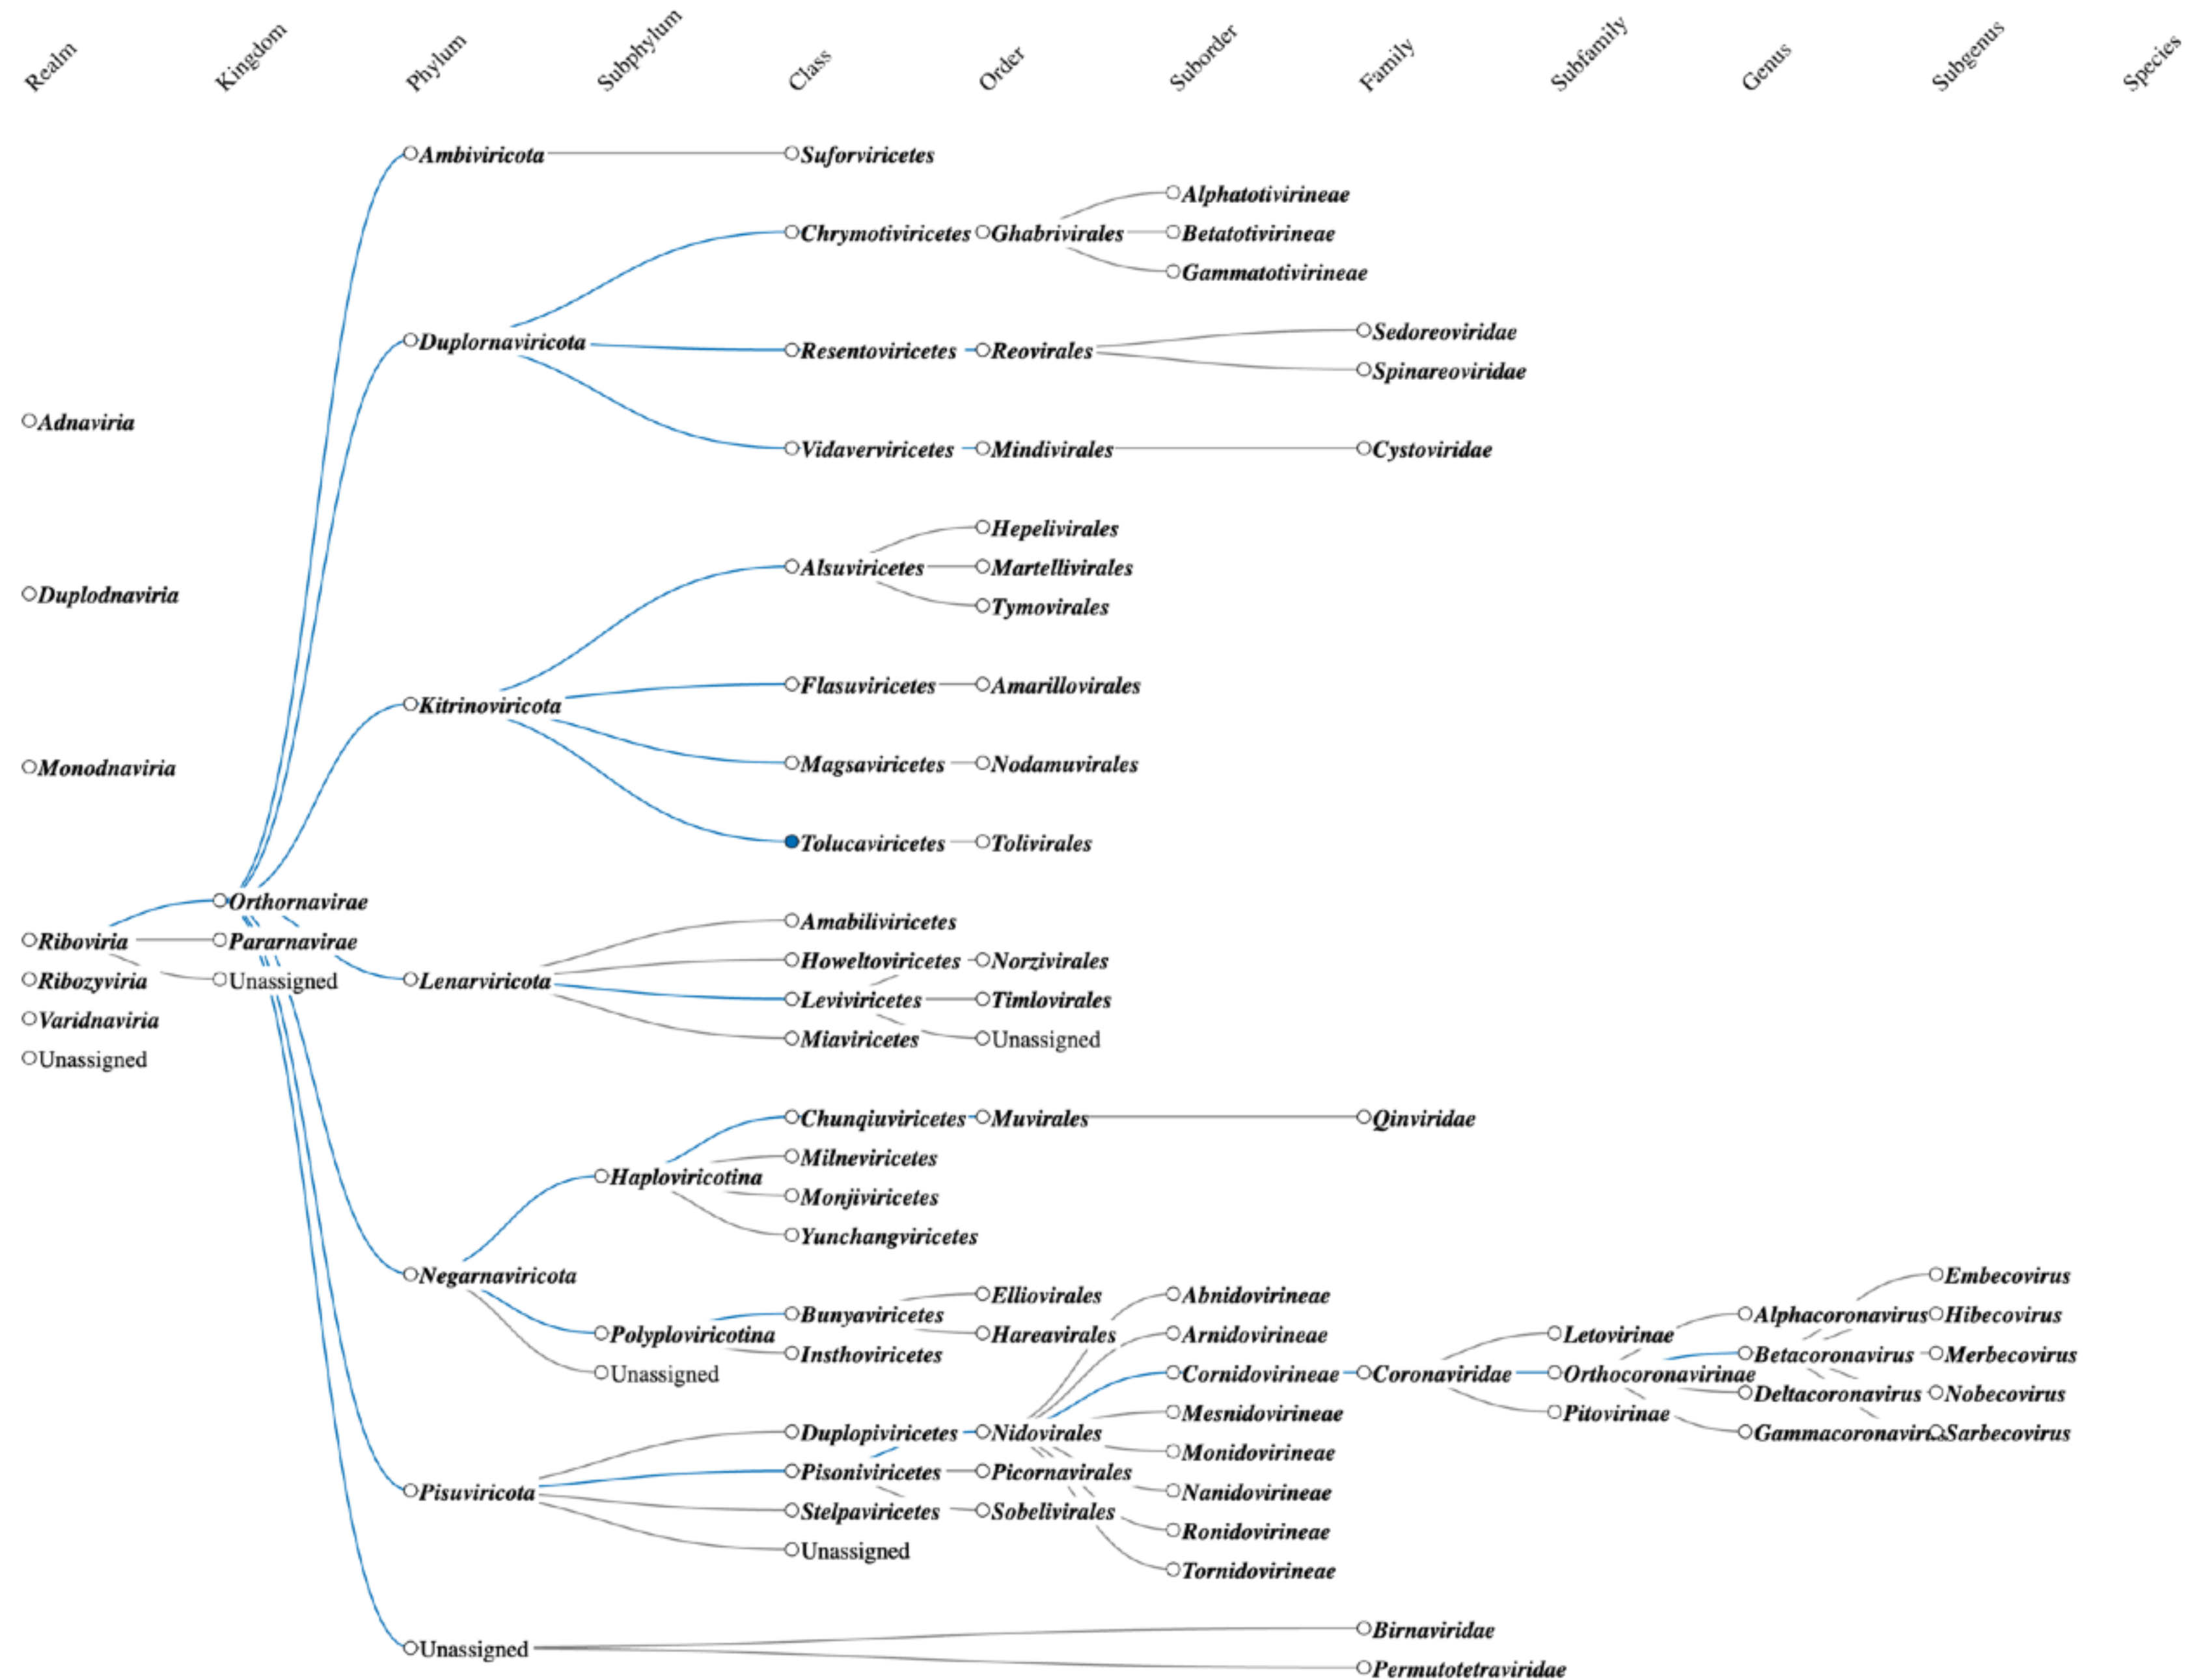 Realm Kingdom Phylum Subphylum Class Order Suborder Family Subfamily Genus Subgenus Species
Ambiviricota Suforviricetes
Alphatotivirineae
Chrymotiviricetes Ghabrivirales Betatotivirineae
Gammatotivirineae
Sedoreoviridae
Duplornaviricota
Resentoviricetes Reovirales
Spinareoviridae
Adnaviria
Vidaverviricetes Mindivirales Cystoviridae
Hepelivirales
Alsuviricetes Martellivirales
Duplodnaviria
Tymovirales
Flasuviricetes Amarillovirales
Kitrinoviricota
Monodnaviria
Magsaviricetes Nodamuvirales
Tolucaviricetes Tolivirales
Orthornavirae
Amabiliviricetes
Riboviria Pararnavirae
Howeltoviricetes Norzivirales
Ribozyviria Unassigned Lenarviricota
Leviviricetes Timlovirales
Varidnaviria
Miaviricetes Unassigned
Unassigned
Chunqiuviricetes Muvirales Qinviridae
Milneviricetes
Haploviricotina
Monjiviricetes
Yunchangviricetes
Negarnaviricota Embecovirus
Elliovirales Abnidovirineae
Bunyaviricetes Alphacoronavirus Hibecovirus
Polyploviricotina Hareavirales Arnidovirineae Letovirinae
Insthoviricetes Betacoronavirus Merbecovirus
Unassigned Cornidovirineae Coronaviridae Orthocoronavirinae
Deltacoronavirus Nobecovirus
Mesnidovirineae Pitovirinae
Duplopiviricetes Nidovirales Gammacoronavirus Sarbecovirus
Monidovirineae
Pisoniviricetes Picornavirales
Pisuviricota Nanidovirineae
Stelpaviricetes Sobelivirales
Ronidovirineae
Unassigned
Tornidovirineae
Birnaviridae
Unassigned
Permutotetraviridae